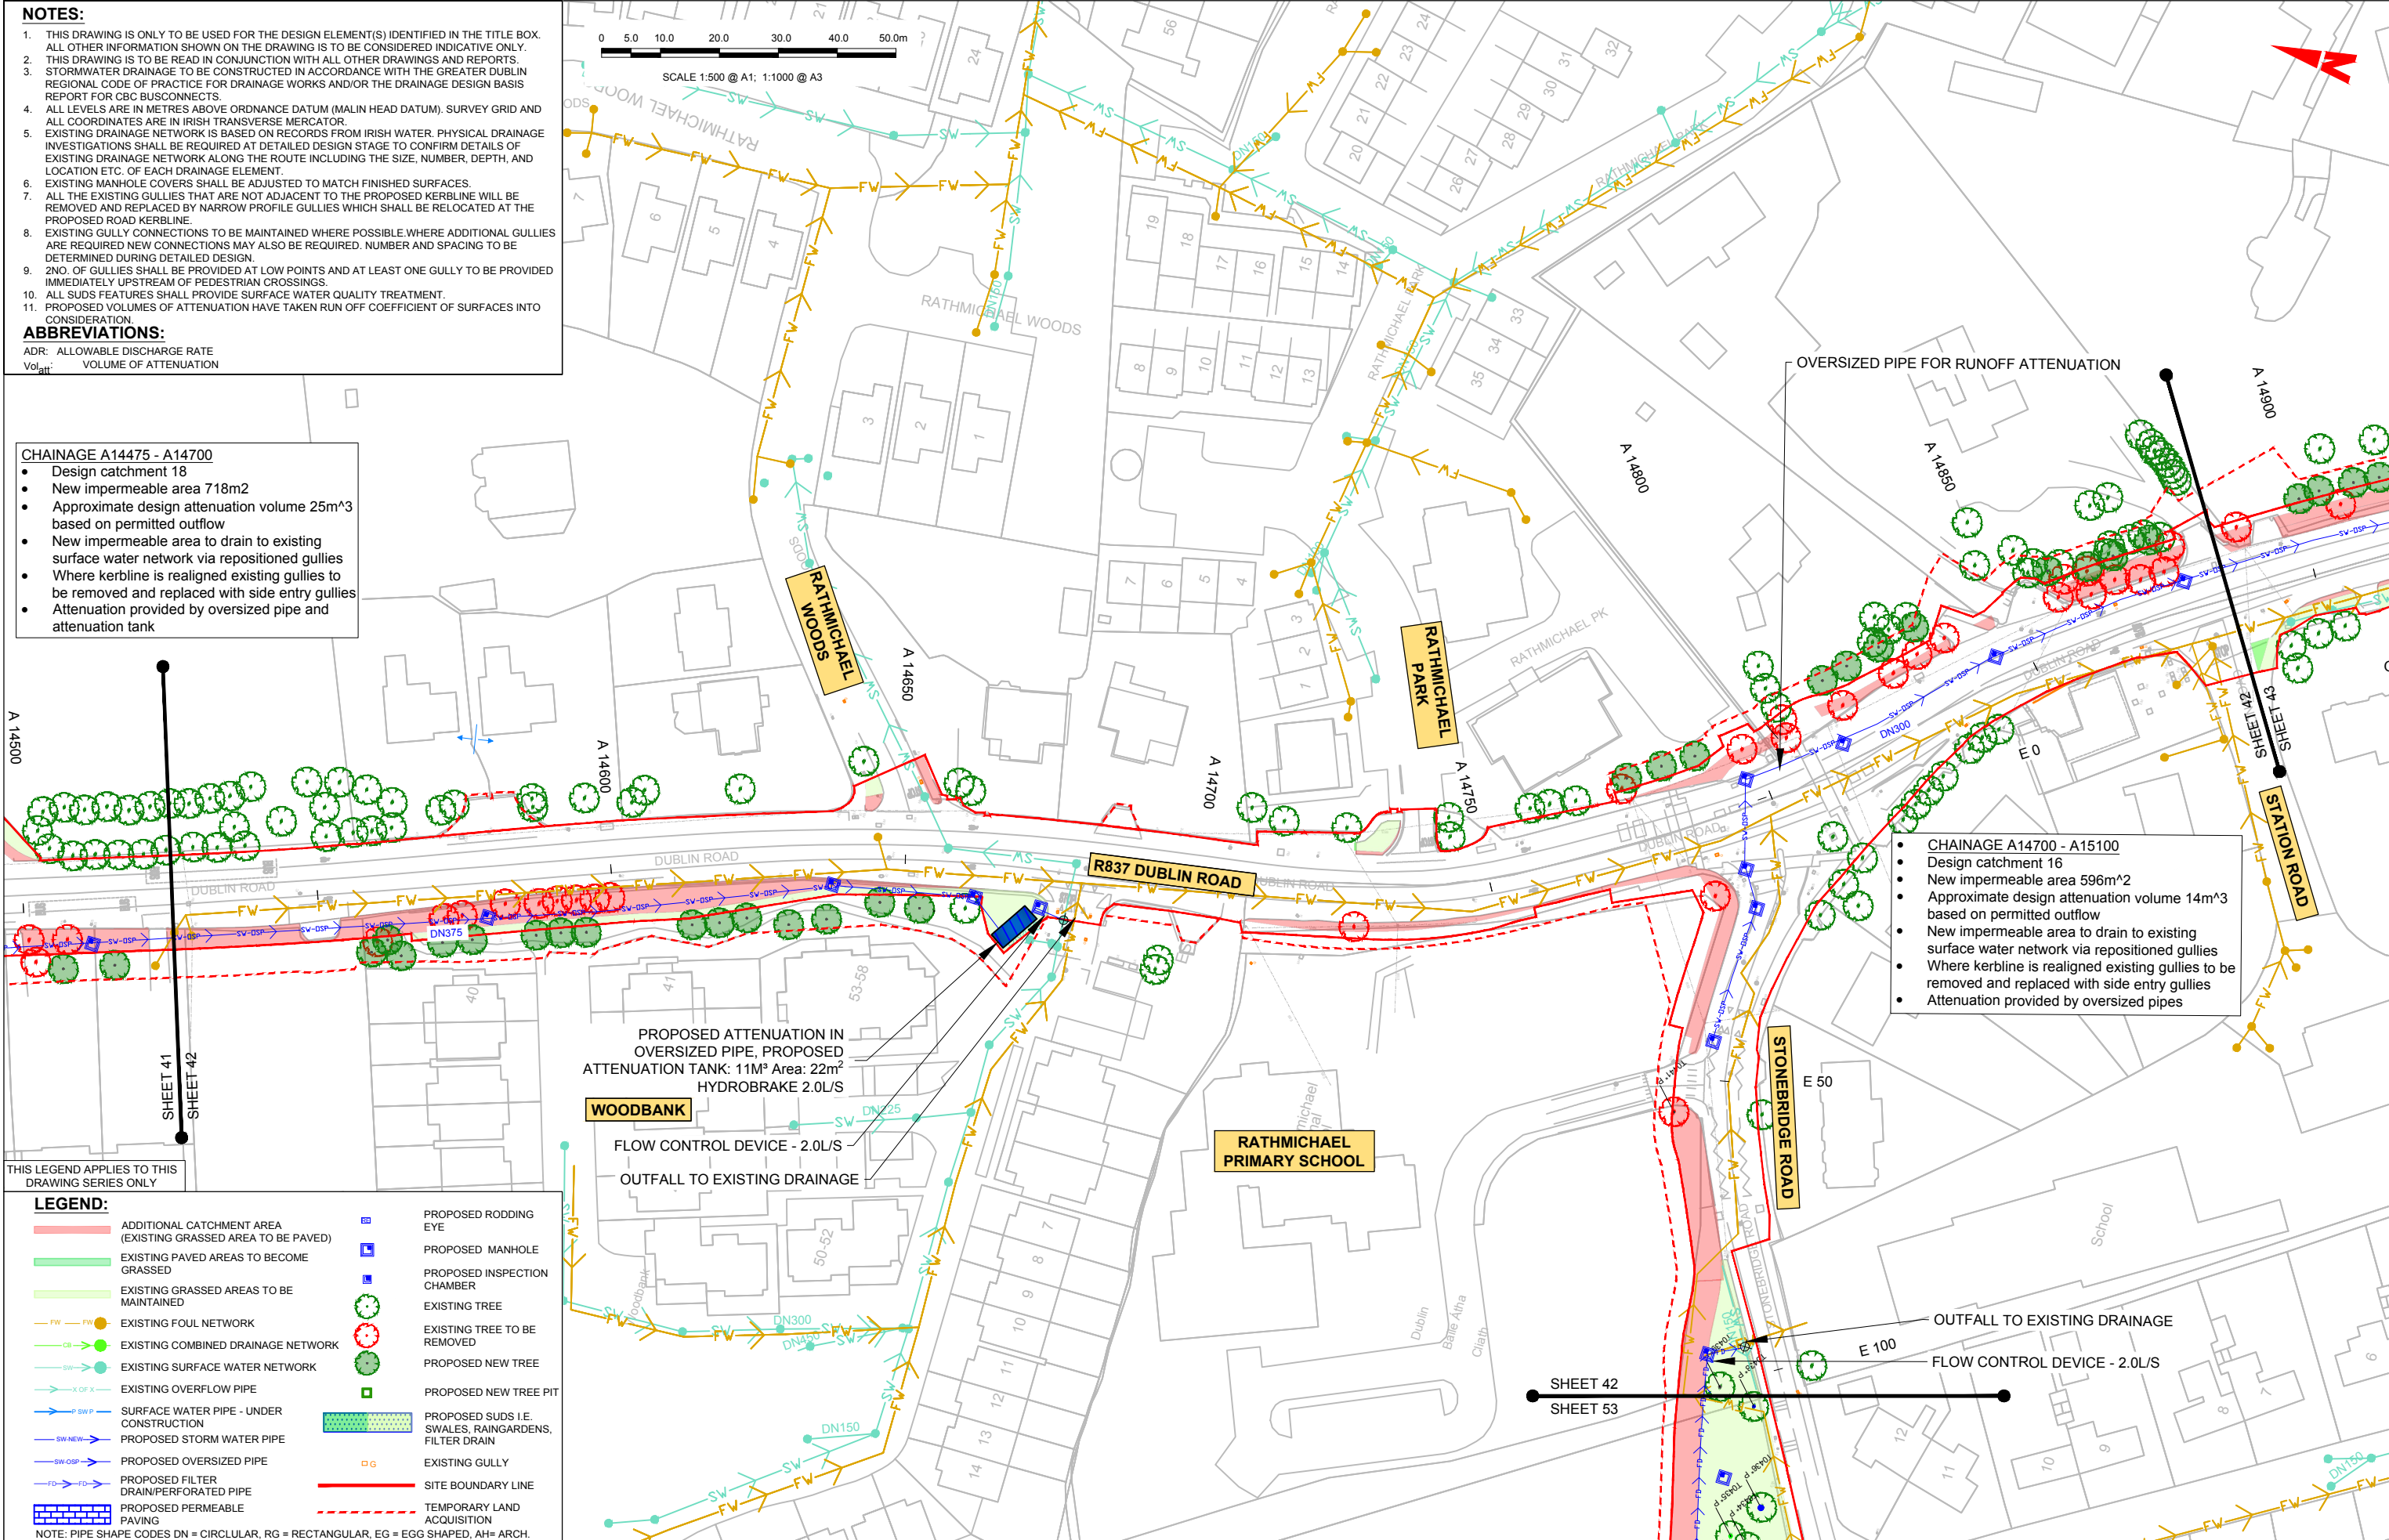 NOTES:
1. THIS DRAWING IS ONLY TO BE USED FOR THE DESIGN ELEMENT(S) IDENTIFIED IN THE TITLE BOX.
ALL OTHER INFORMATION SHOWN ON THE DRAWING IS TO BE CONSIDERED INDICATIVE ONLY.
2. THIS DRAWING IS TO BE READ IN CONJUNCTION WITH ALL OTHER DRAWINGS AND REPORTS.
3. STORMWATER DRAINAGE TO BE CONSTRUCTED IN ACCORDANCE WITH THE GREATER DUBLIN
REGIONAL CODE OF PRACTICE FOR DRAINAGE WORKS AND/OR THE DRAINAGE DESIGN BASIS
REPORT FOR CBC BUSCONNECTS.
4. ALL LEVELS ARE IN METRES ABOVE ORDNANCE DATUM (MALIN HEAD DATUM). SURVEY GRID AND
ALL COORDINATES ARE IN IRISH TRANSVERSE MERCATOR.
5. EXISTING DRAINAGE NETWORK IS BASED ON RECORDS FROM IRISH WATER. PHYSICAL DRAINAGE
INVESTIGATIONS SHALL BE REQUIRED AT DETAILED DESIGN STAGE TO CONFIRM DETAILS OF
EXISTING DRAINAGE NETWORK ALONG THE ROUTE INCLUDING THE SIZE, NUMBER, DEPTH, AND
LOCATION ETC. OF EACH DRAINAGE ELEMENT.
6. EXISTING MANHOLE COVERS SHALL BE ADJUSTED TO MATCH FINISHED SURFACES.
7. ALL THE EXISTING GULLIES THAT ARE NOT ADJACENT TO THE PROPOSED KERBLINE WILL BE
REMOVED AND REPLACED BY NARROW PROFILE GULLIES WHICH SHALL BE RELOCATED AT THE
PROPOSED ROAD KERBLINE.
8. EXISTING GULLY CONNECTIONS TO BE MAINTAINED WHERE POSSIBLE.WHERE ADDITIONAL GULLIES
ARE REQUIRED NEW CONNECTIONS MAY ALSO BE REQUIRED. NUMBER AND SPACING TO BE
DETERMINED DURING DETAILED DESIGN.
9. 2NO. OF GULLIES SHALL BE PROVIDED AT LOW POINTS AND AT LEAST ONE GULLY TO BE PROVIDED
IMMEDIATELY UPSTREAM OF PEDESTRIAN CROSSINGS.
10. ALL SUDS FEATURES SHALL PROVIDE SURFACE WATER QUALITY TREATMENT.
11. PROPOSED VOLUMES OF ATTENUATION HAVE TAKEN RUN OFF COEFFICIENT OF SURFACES INTO
CONSIDERATION.
ABBREVIATIONS:
ADR: ALLOWABLE DISCHARGE RATE
Vol att: VOLUME OF ATTENUATION
0 5.0 10.0 20.0 30.0 40.0 50.0m
SCALE 1:500 @ A1; 1:1000 @ A3
CHAINAGE A14475 - A14700
• Design catchment 18
• New impermeable area 718m2
• Approximate design attenuation volume 25m^3
based on permitted outflow
• New impermeable area to drain to existing
surface water network via repositioned gullies
• Where kerbline is realigned existing gullies to
be removed and replaced with side entry gullies
• Attenuation provided by oversized pipe and
attenuation tank
OVERSIZED PIPE FOR RUNOFF ATTENUATION
A 14500
A 14600
A 14650
A 14700
A 14750
A 14800
A 14850
A 14900
RATHMICHAEL WOODS
RATHMICHAEL WOODS
RATHMICHAEL
WOODS
RATHMICHAEL
PARK
RATHMICHAEL PARK
RATHMICHAEL PARK
RATHMICHAEL PK
R837 DUBLIN ROAD
DUBLIN ROAD
DUBLIN ROAD
DUBLIN ROAD
DN375
DN300
STATION ROAD
SHEET 41
SHEET 42
SHEET 42
SHEET 43
E 0
E 50
E 100
• CHAINAGE A14700 - A15100
• Design catchment 16
• New impermeable area 596m^2
• Approximate design attenuation volume 14m^3
based on permitted outflow
• New impermeable area to drain to existing
surface water network via repositioned gullies
• Where kerbline is realigned existing gullies to be
removed and replaced with side entry gullies
• Attenuation provided by oversized pipes
PROPOSED ATTENUATION IN
OVERSIZED PIPE, PROPOSED
ATTENUATION TANK: 11M³ Area: 22m²
HYDROBRAKE 2.0L/S
WOODBANK
FLOW CONTROL DEVICE - 2.0L/S
OUTFALL TO EXISTING DRAINAGE
RATHMICHAEL
PRIMARY SCHOOL
STONEBRIDGE ROAD
STONEBRIDGE ROAD
School
Dublin
Baile Atha
Cliath
53-58
50-52
40
41
DN225
DN300
DN450
DN150
OUTFALL TO EXISTING DRAINAGE
FLOW CONTROL DEVICE - 2.0L/S
SHEET 42
SHEET 53
THIS LEGEND APPLIES TO THIS
DRAWING SERIES ONLY
LEGEND:
ADDITIONAL CATCHMENT AREA
(EXISTING GRASSED AREA TO BE PAVED)
EXISTING PAVED AREAS TO BECOME
GRASSED
EXISTING GRASSED AREAS TO BE
MAINTAINED
EXISTING FOUL NETWORK
EXISTING COMBINED DRAINAGE NETWORK
EXISTING SURFACE WATER NETWORK
EXISTING OVERFLOW PIPE
SURFACE WATER PIPE - UNDER
CONSTRUCTION
PROPOSED STORM WATER PIPE
PROPOSED OVERSIZED PIPE
PROPOSED FILTER
DRAIN/PERFORATED PIPE
PROPOSED PERMEABLE
PAVING
PROPOSED RODDING
EYE
PROPOSED MANHOLE
PROPOSED INSPECTION
CHAMBER
EXISTING TREE
EXISTING TREE TO BE
REMOVED
PROPOSED NEW TREE
PROPOSED NEW TREE PIT
PROPOSED SUDS I.E.
SWALES, RAINGARDENS,
FILTER DRAIN
EXISTING GULLY
SITE BOUNDARY LINE
TEMPORARY LAND
ACQUISITION
NOTE: PIPE SHAPE CODES DN = CIRCLULAR, RG = RECTANGULAR, EG = EGG SHAPED, AH= ARCH.